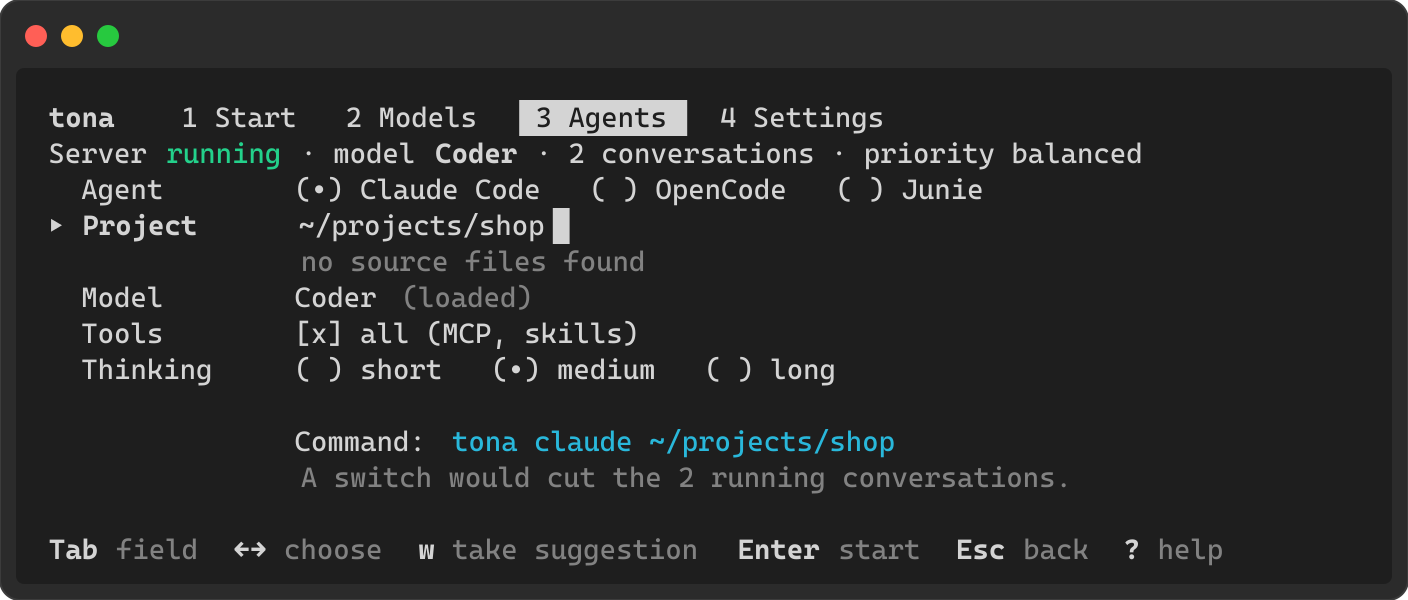 tona 1 Start 2 Models 3 Agents 4 Settings
Server running · model Coder · 2 conversations · priority balanced
Agent (•) Claude Code ( ) OpenCode ( ) Junie
▸ Project ~/projects/shop
no source files found
Model Coder (loaded)
Tools [x] all (MCP, skills)
Thinking ( ) short (•) medium ( ) long
Command: tona claude ~/projects/shop
A switch would cut the 2 running conversations.
Tab field ↔ choose w take suggestion Enter start Esc back ? help